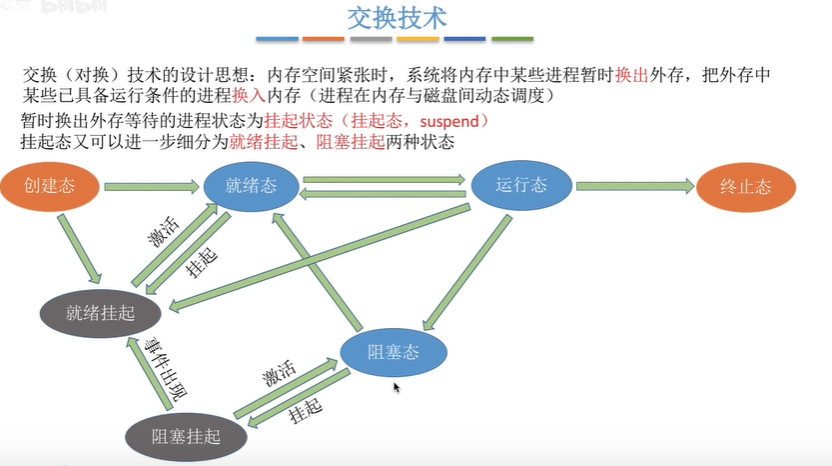 交换技术
交换（对换）技术的设计思想：内存空间紧张时，系统将内存中某些进程暂时换出外存，把外存中
某些已具备运行条件的进程换入内存（进程在内存与磁盘间动态调度）
暂时换出外存等待的进程状态为挂起状态（挂起态，suspend）
挂起态又可以进一步细分为就绪挂起、阻塞挂起两种状态
创建态
就绪态
运行态
终止态
激活
挂起
就绪挂起
阻塞态
事件出现
激活
挂起
阻塞挂起